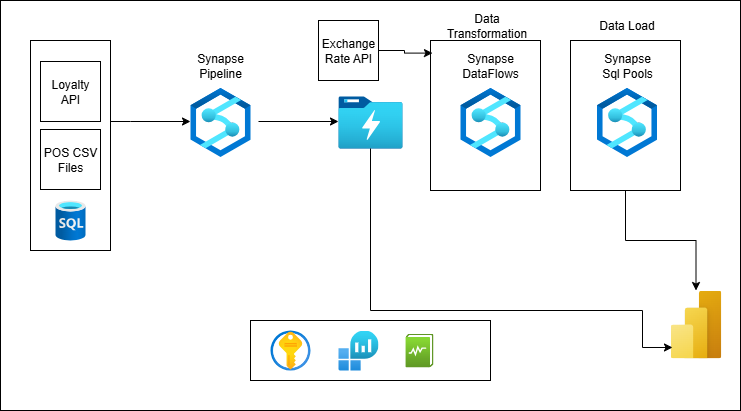 Loyalty
API
POS CSV
Files
SQL
Synapse
Pipeline
Exchange
Rate API
Data
Transformation
Synapse
DataFlows
Data Load
Synapse
Sql Pools